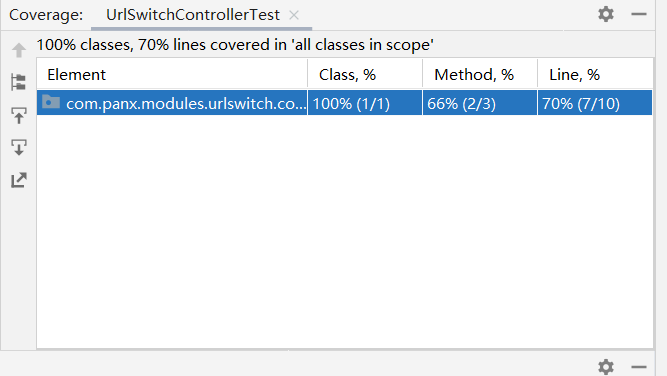 Coverage: UrlSwitchControllerTest
100% classes, 70% lines covered in 'all classes in scope'
Element Class, % Method, % Line, %
com.panx.modules.urlswitch.co... 100% (1/1) 66% (2/3) 70% (7/10)